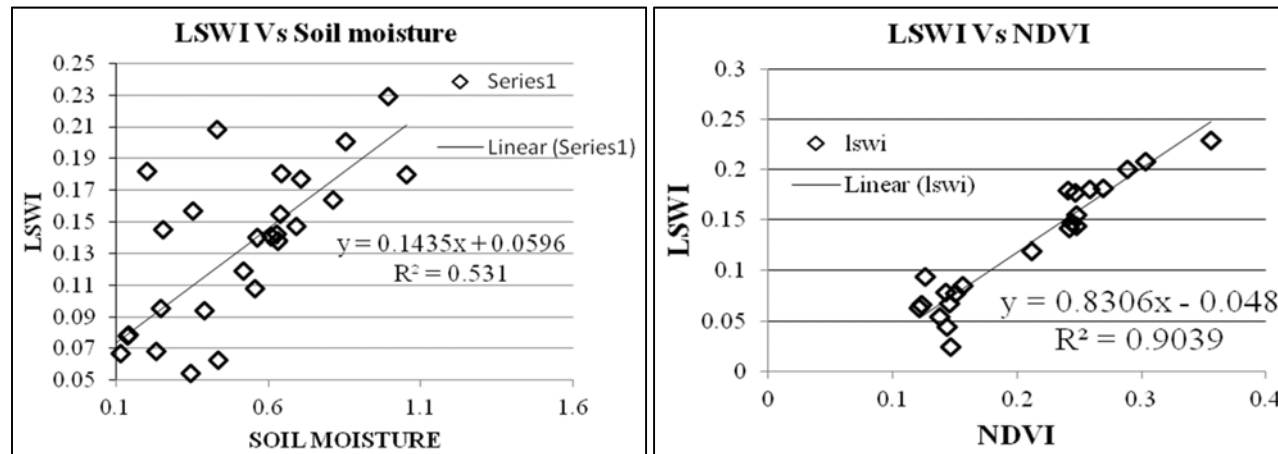 LSWI Vs Soil moisture
0.25
0.23
0.21
0.19
0.17
0.15
0.13
0.11
0.09
0.07
0.05
LSWI
Series1
Linear (Series1)
y = 0.1435x + 0.0596
R² = 0.531
0.1 0.6 1.1 1.6
SOIL MOISTURE
LSWI Vs NDVI
0.3
0.25
0.2
0.15
0.1
0.05
0
LSWI
lswi
Linear (lswi)
y = 0.8306x - 0.048
R² = 0.9039
0 0.1 0.2 0.3 0.4
NDVI